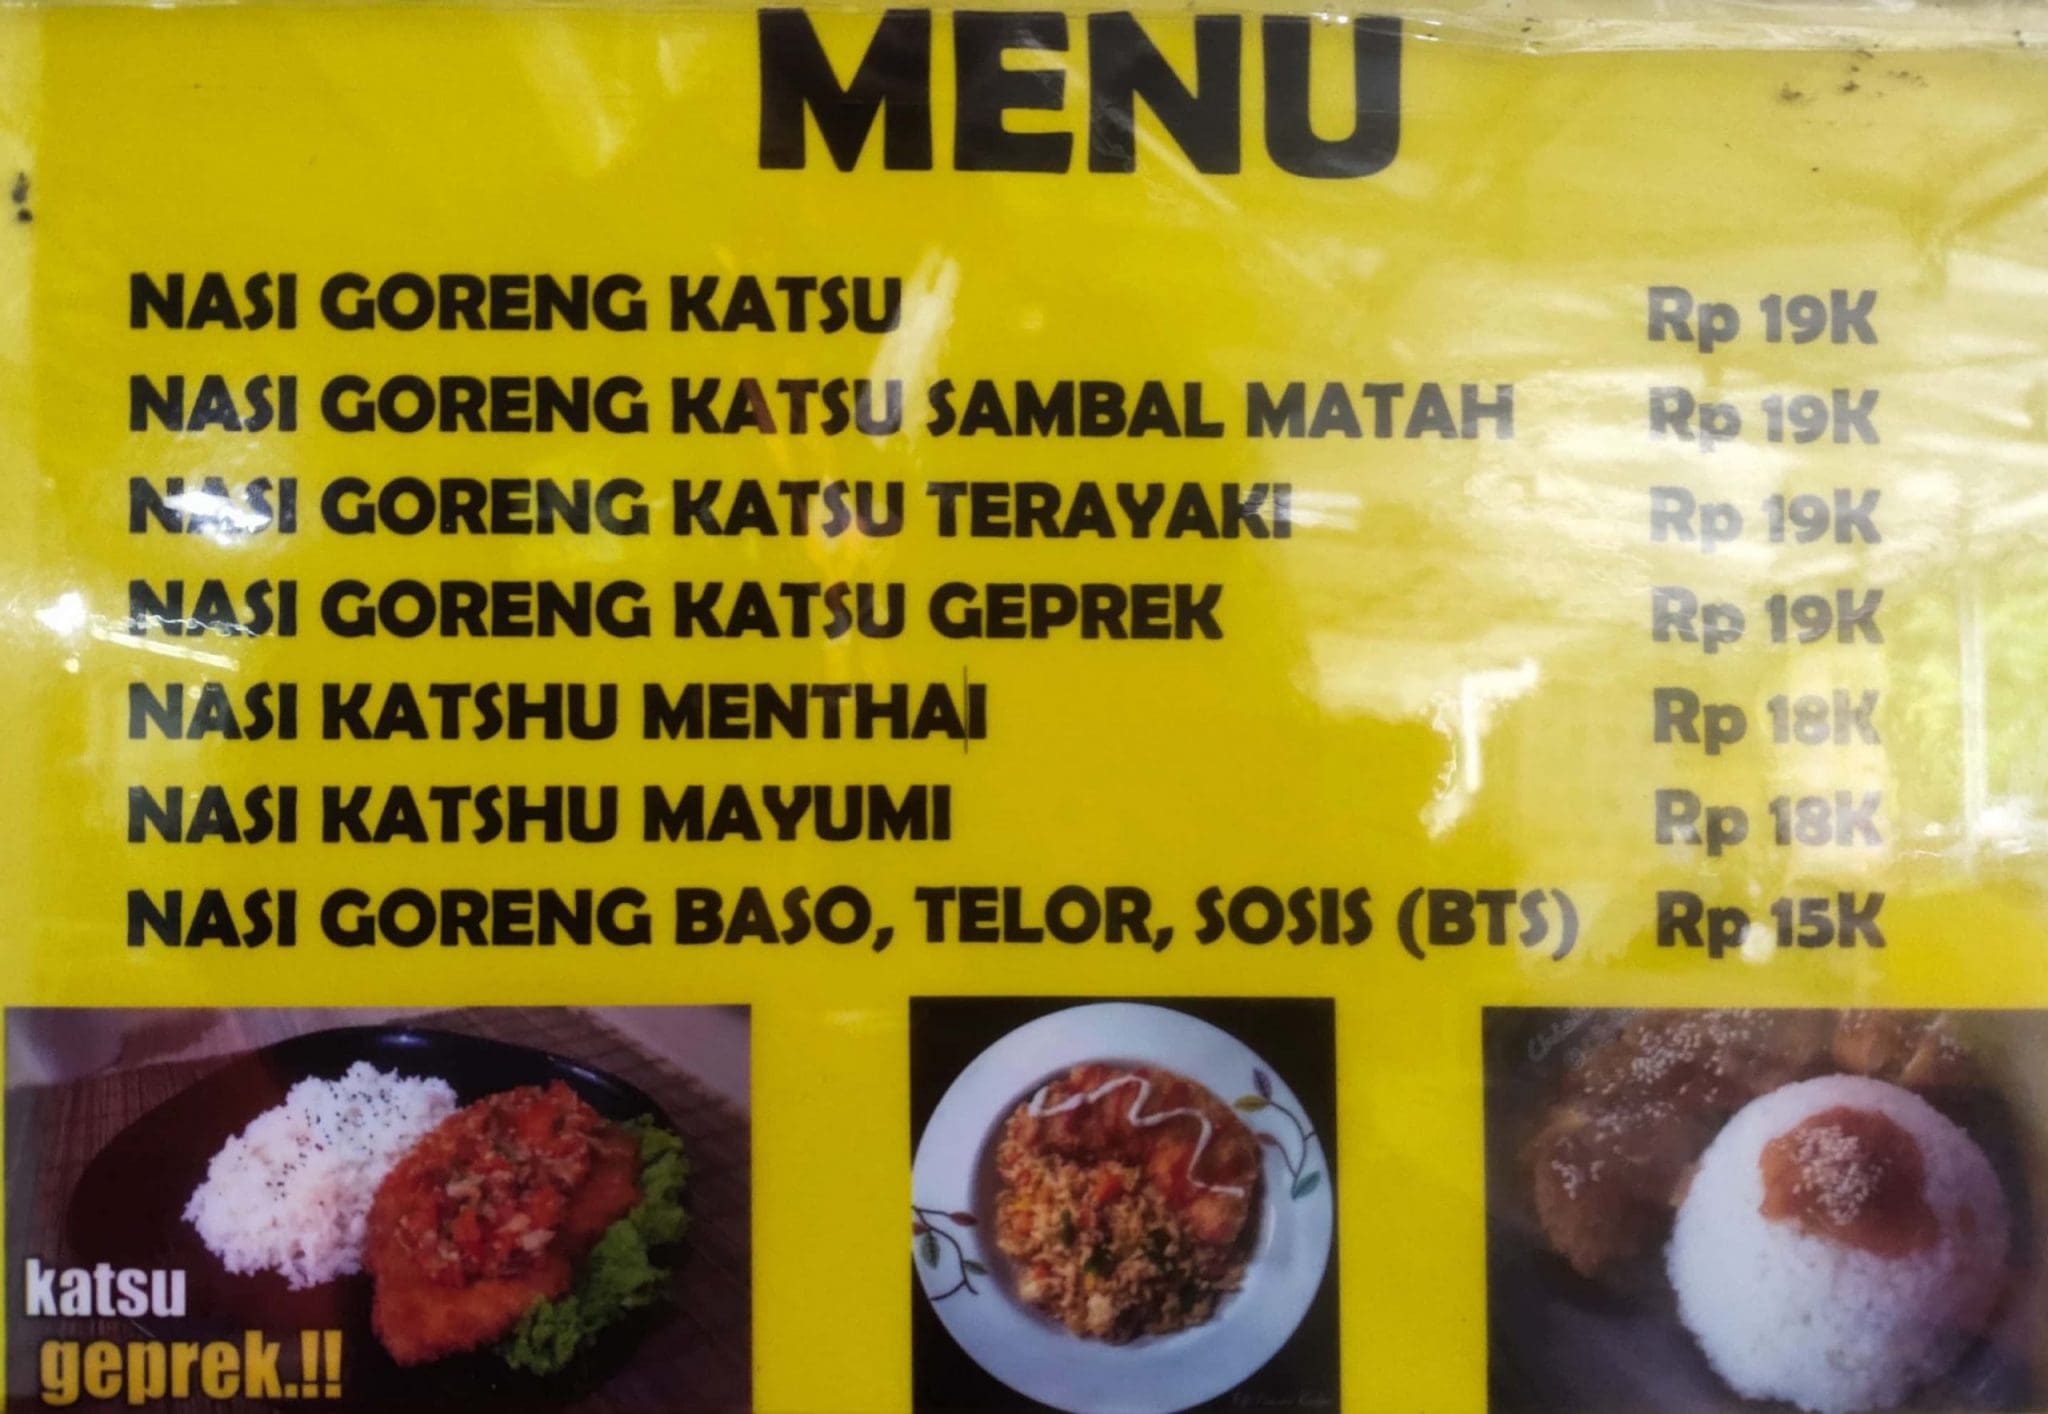 MENU
NASI GORENG KATSU Rp 19K
NASI GORENG KATSU SAMBAL MATAH Rp 19K
NASI GORENG KATSU TERAYAKI Rp 19K
NASI GORENG KATSU GEPREK Rp 19K
NASI KATSHU MENTHAI Rp 18K
NASI KATSHU MAYUMI Rp 18K
NASI GORENG BASO, TELOR, SOSIS (BTS) Rp 15K
katsu
geprek.!!